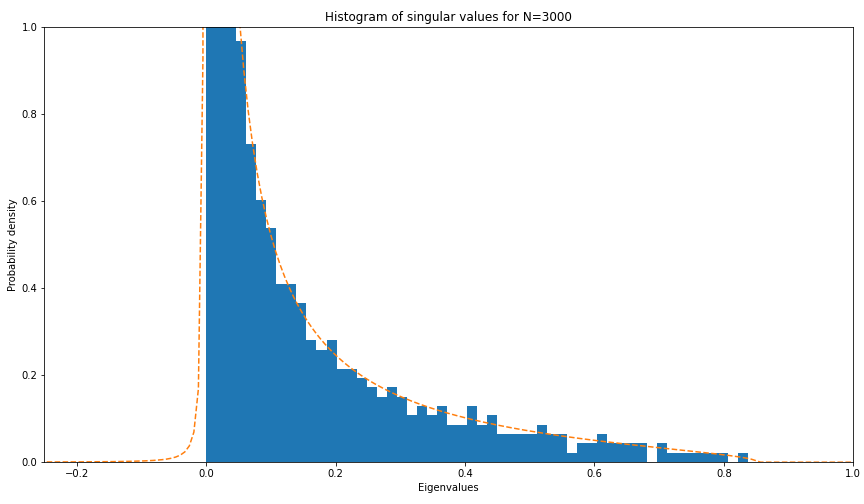 Histogram of singular values for N=3000
Probability density
1.0
0.8
0.6
0.4
0.2
0.0
−0.2 0.0 0.2 0.4 0.6 0.8 1.0
Eigenvalues